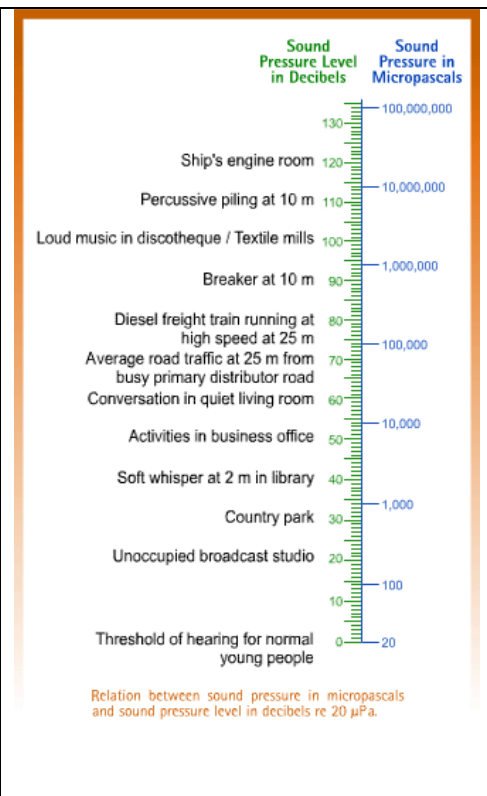 Sound
Pressure Level
in Decibels
Sound
Pressure in
Micropascals
100,000,000
130
Ship's engine room 120
10,000,000
Percussive piling at 10 m 110
Loud music in discotheque / Textile mills 100
1,000,000
Breaker at 10 m 90
Diesel freight train running at 80
high speed at 25 m
100,000
Average road traffic at 25 m from 70
busy primary distributor road
Conversation in quiet living room 60
10,000
Activities in business office 50
Soft whisper at 2 m in library 40
1,000
Country park 30
Unoccupied broadcast studio 20
100
10
Threshold of hearing for normal 0 20
young people
Relation between sound pressure in micropascals
and sound pressure level in decibels re 20 µPa.